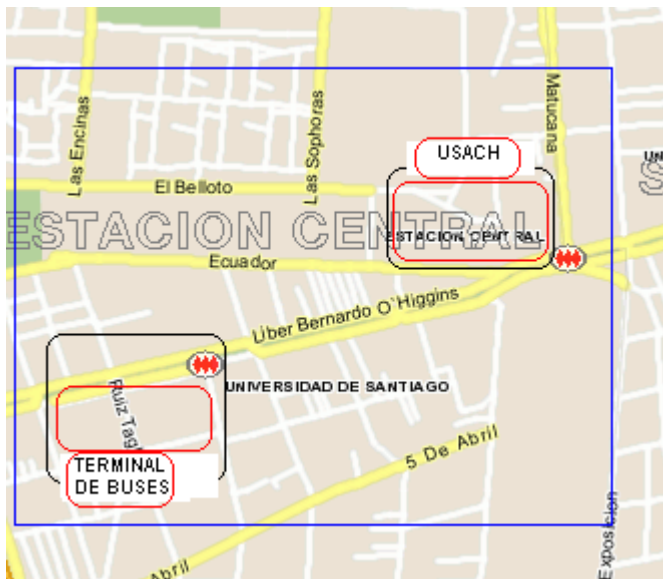 Las Encinas
Las Sophoras
Matucana
USACH
El Belloto
ESTACION CENTRAL
ESTACION CENTRAL
Ecuador
Liber Bernardo O`Higgins
UNIVERSIDAD DE SANTIAGO
Ruiz Tag
5 De Abril
TERMINAL
DE BUSES
Exposicion
Abril